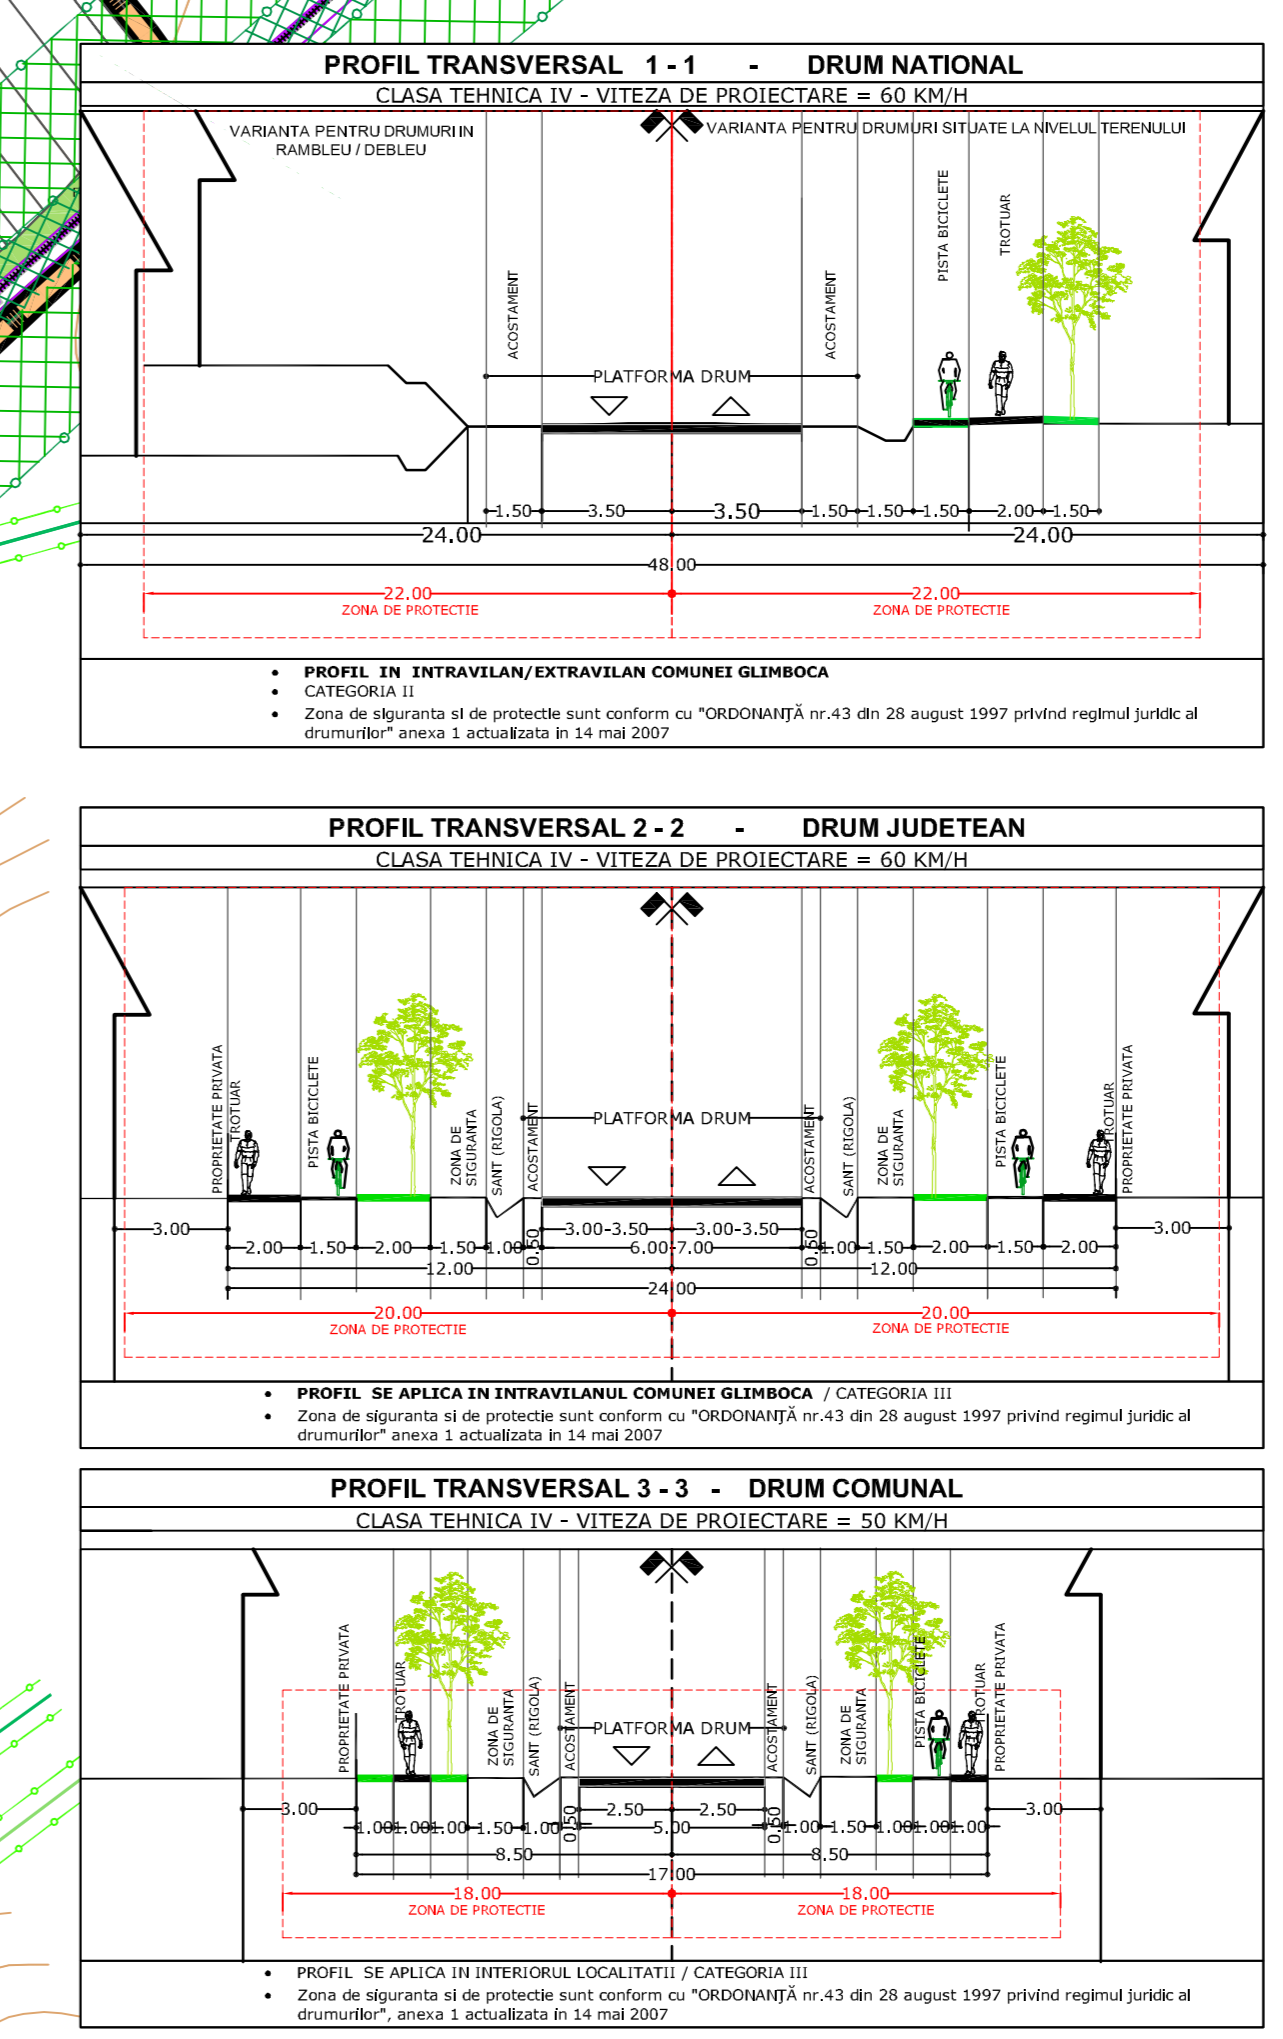 PROFIL TRANSVERSAL 1 - 1 - DRUM NATIONAL
CLASA TEHNICA IV - VITEZA DE PROIECTARE = 60 KM/H
VARIANTA PENTRU DRUMURI IN
RAMBLEU / DEBLEU
VARIANTA PENTRU DRUMURI SITUATE LA NIVELUL TERENULUI
ACOSTAMENT
ACOSTAMENT
PISTA BICICLETE
TROTUAR
PLATFORMA DRUM
1.50 3.50 3.50 1.50 1.50 1.50 2.00 1.50
24.00 24.00
48.00
22.00 22.00
ZONA DE PROTECTIE ZONA DE PROTECTIE
• PROFIL IN INTRAVILAN/EXTRAVILAN COMUNEI GLIMBOCA
• CATEGORIA II
• Zona de siguranta si de protectie sunt conform cu "ORDONANȚĂ nr.43 din 28 august 1997 privind regimul juridic al
drumurilor" anexa 1 actualizata in 14 mai 2007
PROFIL TRANSVERSAL 2 - 2 - DRUM JUDETEAN
CLASA TEHNICA IV - VITEZA DE PROIECTARE = 60 KM/H
PROPRIETATE PRIVATA
TROTUAR
PISTA BICICLETE
ZONA DE
SIGURANTA
SANT (RIGOLA)
ACOSTAMENT
PLATFORMA DRUM
ACOSTAMENT
SANT (RIGOLA)
ZONA DE
SIGURANTA
PISTA BICICLETE
TROTUAR
PROPRIETATE PRIVATA
3.00 3.00-3.50 3.00-3.50 3.00
2.00 1.50 2.00 1.50 1.00 0.50 6.00-7.00 0.50 1.00 1.50 2.00 1.50 2.00
12.00 12.00
24.00
20.00 20.00
ZONA DE PROTECTIE ZONA DE PROTECTIE
• PROFIL SE APLICA IN INTRAVILANUL COMUNEI GLIMBOCA / CATEGORIA III
• Zona de siguranta si de protectie sunt conform cu "ORDONANȚĂ nr.43 din 28 august 1997 privind regimul juridic al
drumurilor" anexa 1 actualizata in 14 mai 2007
PROFIL TRANSVERSAL 3 - 3 - DRUM COMUNAL
CLASA TEHNICA IV - VITEZA DE PROIECTARE = 50 KM/H
PROPRIETATE PRIVATA
TROTUAR
ZONA DE
SIGURANTA
SANT (RIGOLA)
ACOSTAMENT
PLATFORMA DRUM
ACOSTAMENT
SANT (RIGOLA)
ZONA DE
SIGURANTA
PISTA BICICLETE
TROTUAR
PROPRIETATE PRIVATA
3.00 2.50 2.50 3.00
1.00 1.00 1.00 1.50 1.00 0.50 5.00 0.50 1.00 1.50 1.00 1.00 1.00
8.50 8.50
17.00
18.00 18.00
ZONA DE PROTECTIE ZONA DE PROTECTIE
• PROFIL SE APLICA IN INTERIORUL LOCALITATII / CATEGORIA III
• Zona de siguranta si de protectie sunt conform cu "ORDONANȚĂ nr.43 din 28 august 1997 privind regimul juridic al
drumurilor", anexa 1 actualizata in 14 mai 2007